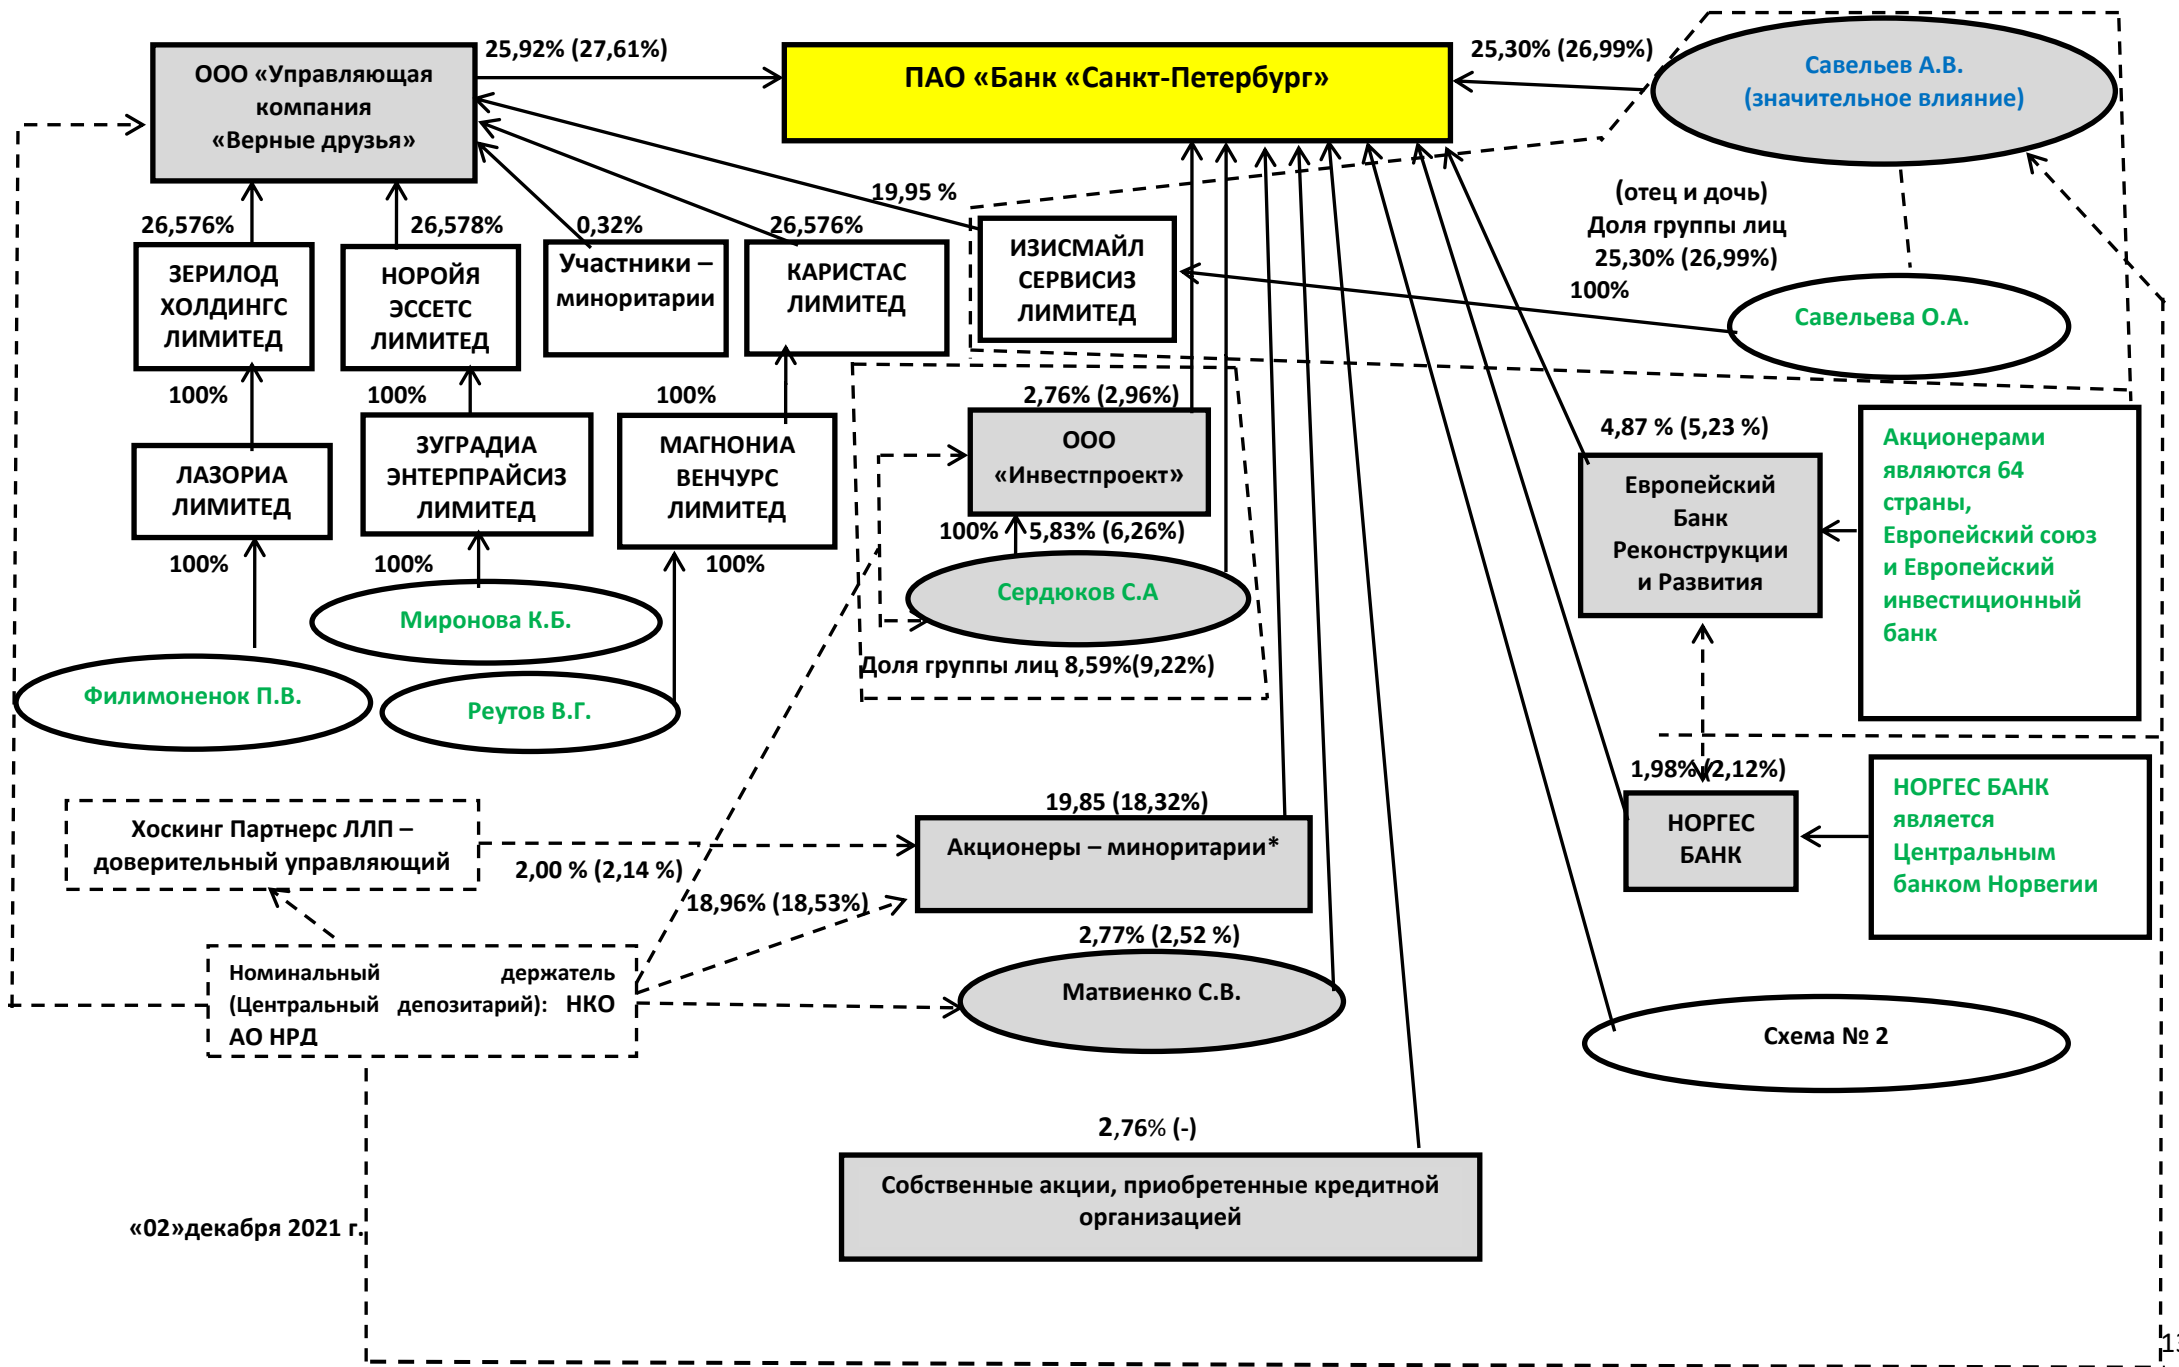 25,92% (27,61%)
25,30% (26,99%)
ООО «Управляющая
компания
«Верные друзья»
ПАО «Банк «Санкт-Петербург»
Савельев А.В.
(значительное влияние)
19,95 %
(отец и дочь)
Доля группы лиц
25,30% (26,99%)
100%
26,576%
26,578%
0,32%
26,576%
ЗЕРИЛОД
ХОЛДИНГС
ЛИМИТЕД
НОРОЙЯ
ЭССЕТС
ЛИМИТЕД
Участники –
миноритарии
КАРИСТАС
ЛИМИТЕД
ИЗИСМАЙЛ
СЕРВИСИЗ
ЛИМИТЕД
Савельева О.А.
100%
100%
100%
2,76% (2,96%)
4,87 % (5,23 %)
ЛАЗОРИА
ЛИМИТЕД
ЗУГРАДИА
ЭНТЕРПРАЙСИЗ
ЛИМИТЕД
МАГНОНИА
ВЕНЧУРС
ЛИМИТЕД
ООО
«Инвестпроект»
Европейский
Банк
Реконструкции
и Развития
Акционерами
являются 64
страны,
Европейский союз
и Европейский
инвестиционный
банк
100%
100%
100%
100%
5,83% (6,26%)
Сердюков С.А
Миронова К.Б.
Филимоненок П.В.
Реутов В.Г.
Доля группы лиц 8,59%(9,22%)
1,98% (2,12%)
НОРГЕС
БАНК
НОРГЕС БАНК
является
Центральным
банком Норвегии
19,85 (18,32%)
Хоскинг Партнерс ЛЛП –
доверительный управляющий
2,00 % (2,14 %)
Акционеры – миноритарии*
18,96% (18,53%)
2,77% (2,52 %)
Номинальный держатель
(Центральный депозитарий): НКО
АО НРД
Матвиенко С.В.
Схема № 2
2,76% (-)
Собственные акции, приобретенные кредитной
организацией
«02»декабря 2021 г.